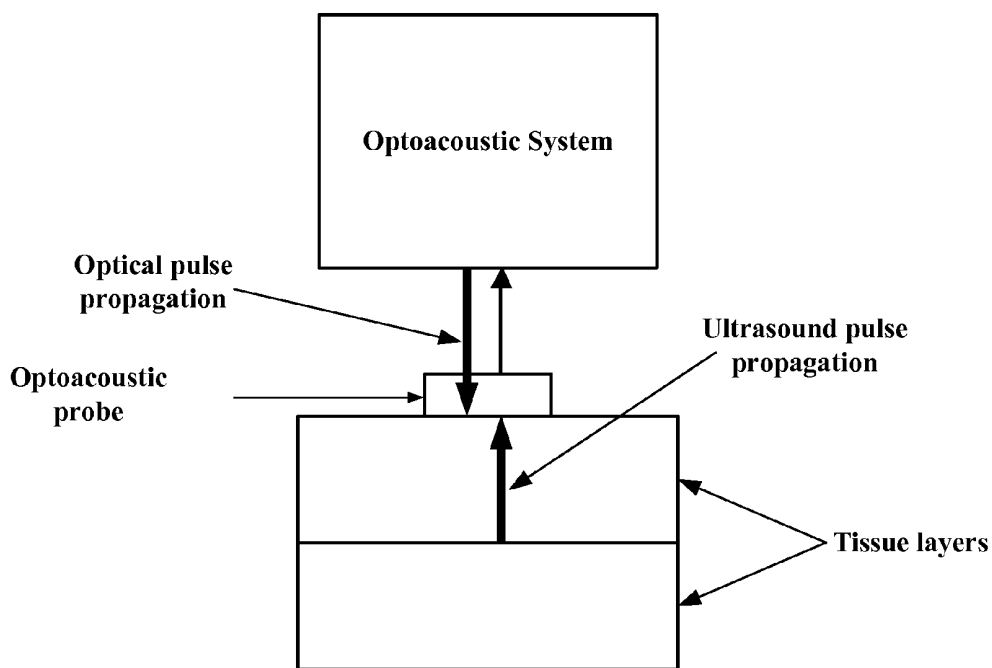 Optoacoustic System
Optical pulse
propagation
Ultrasound pulse
propagation
Optoacoustic
probe
Tissue layers